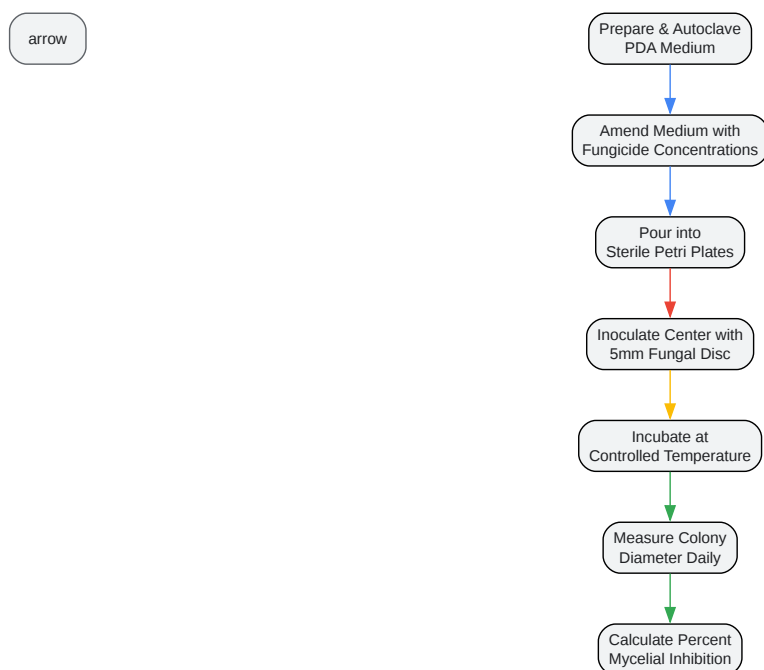 arrow
Prepare & Autoclave
PDA Medium
Amend Medium with
Fungicide Concentrations
Pour into
Sterile Petri Plates
Inoculate Center with
5mm Fungal Disc
Incubate at
Controlled Temperature
Measure Colony
Diameter Daily
Calculate Percent
Mycelial Inhibition